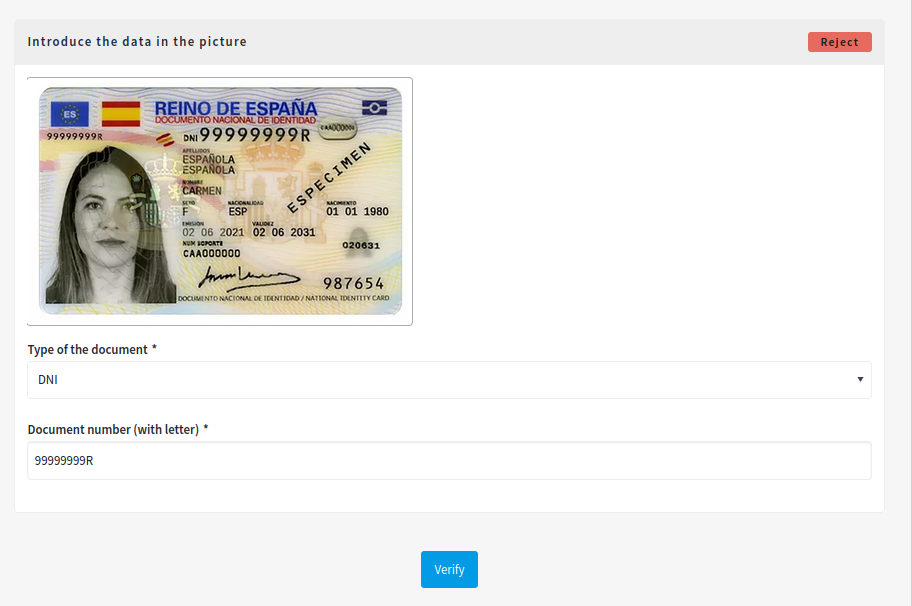 Introduce the data in the picture
Reject
ES
REINO DE ESPAÑA
DOCUMENTO NACIONAL DE IDENTIDAD
99999999R
DNI 99999999R
CAA000000
APELLIDOS
ESPAÑOLA
ESPAÑOLA
NOMBRE
CARMEN
ESPECIMEN
SEXO NACIONALIDAD NACIMIENTO
F ESP 01 01 1980
EMISIÓN VALIDEZ
02 06 2021 02 06 2031
NUM SOPORTE
CAA000000
020631
987654
DOCUMENTO NACIONAL DE IDENTIDAD / NATIONAL IDENTITY CARD
Type of the document *
DNI
Document number (with letter) *
99999999R
Verify